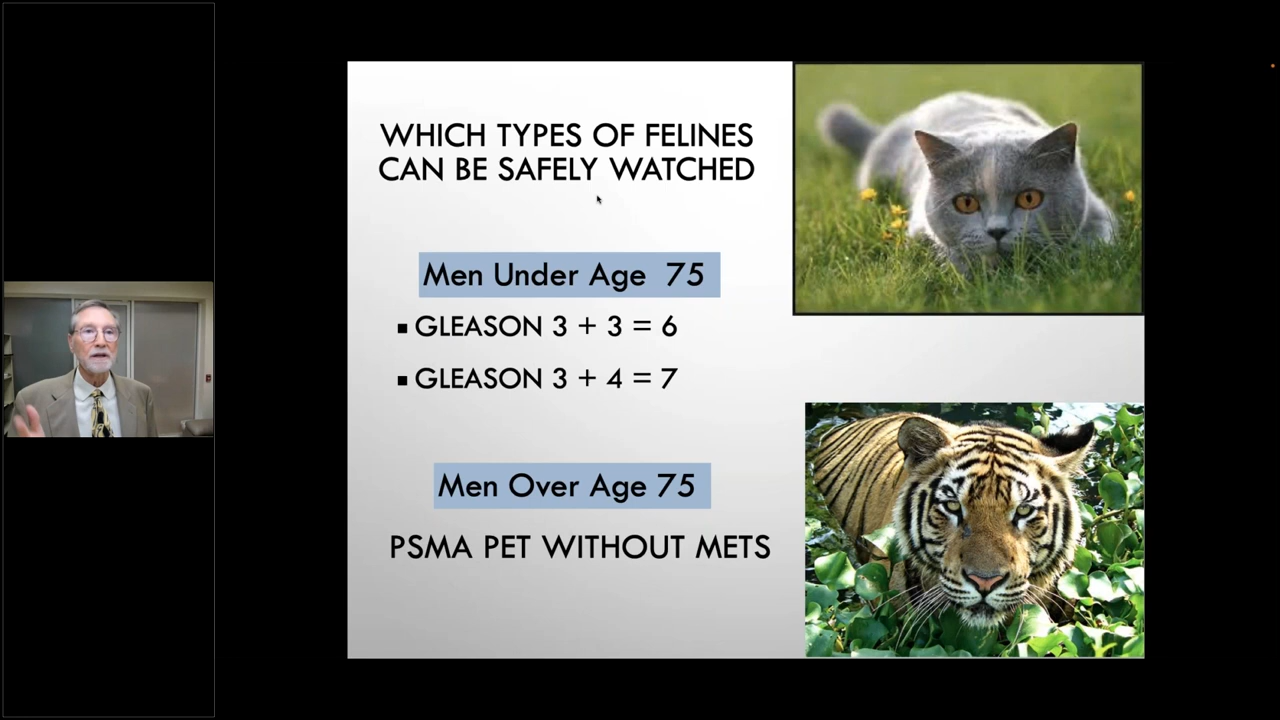 WHICH TYPES OF FELINES
CAN BE SAFELY WATCHED
Men Under Age 75
▪ GLEASON 3 + 3 = 6
▪ GLEASON 3 + 4 = 7
Men Over Age 75
PSMA PET WITHOUT METS